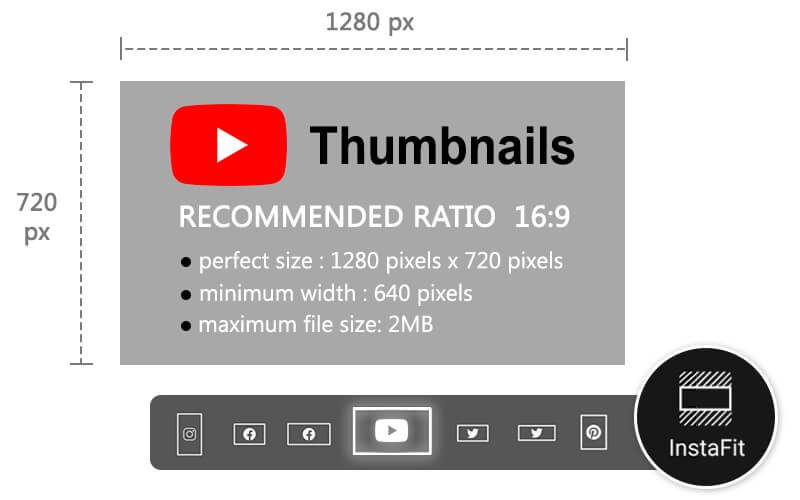 1280 px
720
px
Thumbnails
RECOMMENDED RATIO 16:9
● perfect size : 1280 pixels x 720 pixels
● minimum width : 640 pixels
● maximum file size: 2MB
InstaFit